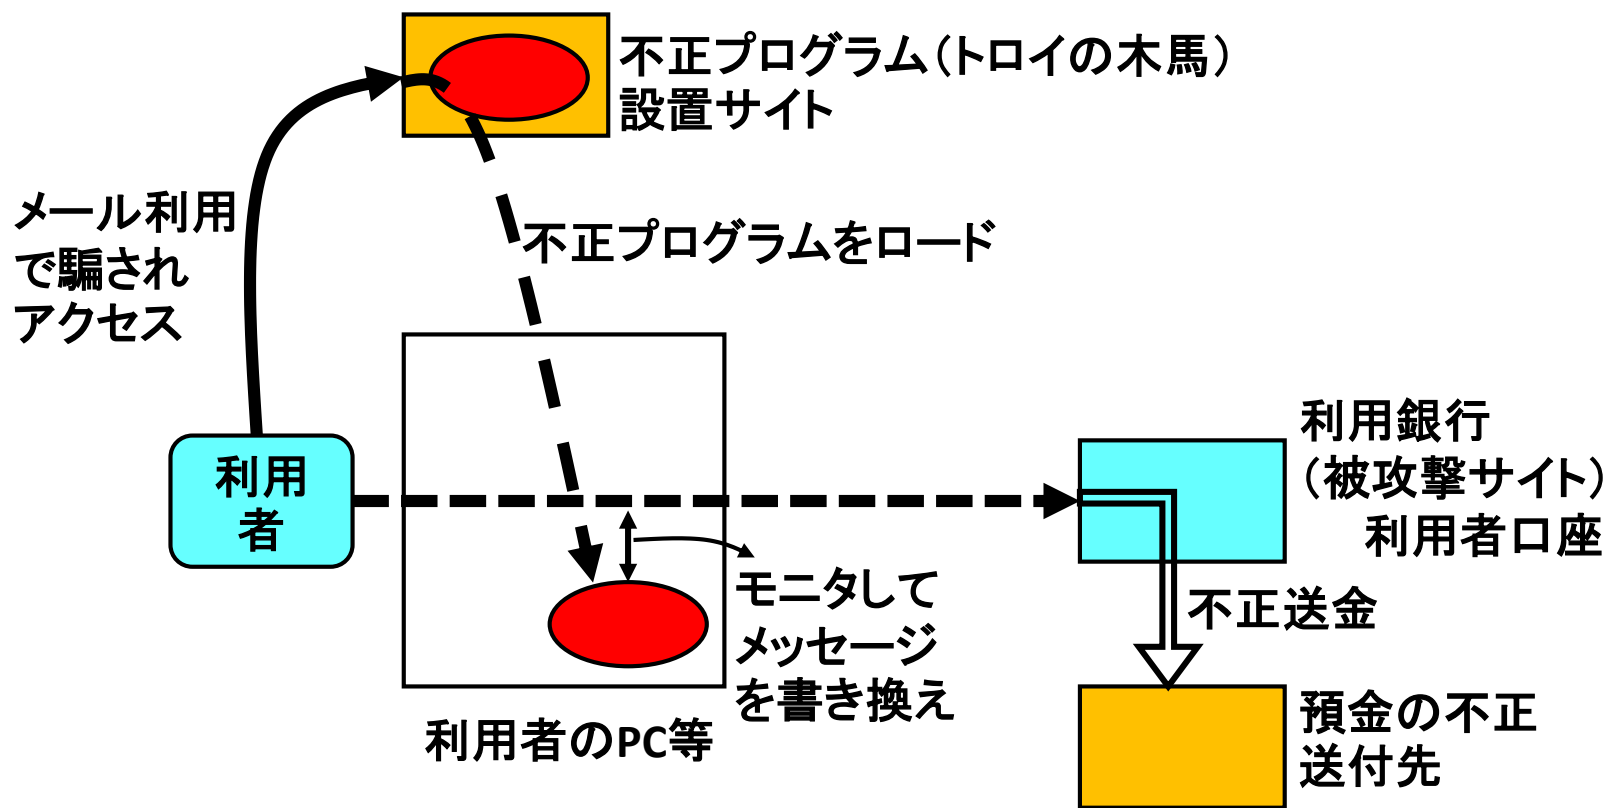 不正プログラム（トロイの木馬）
設置サイト
メール利用
で騙され
アクセス
不正プログラムをロード
利用
者
利用銀行
（被攻撃サイト）
利用者口座
モニタして
メッセージ
を書き換え
不正送金
利用者のPC等
預金の不正
送付先